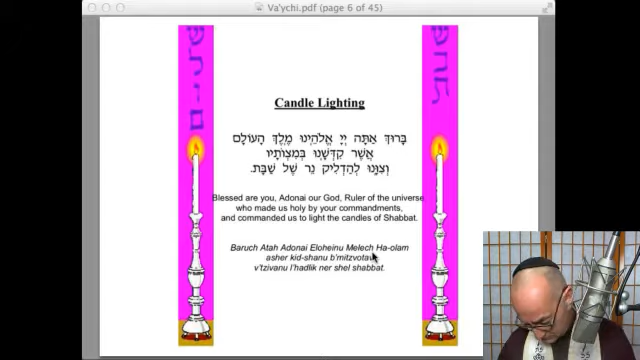 Va'ychi.pdf (page 6 of 45)
שלום
שבת
Candle Lighting
בָּרוּךְ אַתָּה יְיָ אֱלֹהֵינוּ מֶלֶךְ הָעוֹלָם
אֲשֶׁר קִדְּשָׁנוּ בְּמִצְוֹתָיו
וְצִוָּנוּ לְהַדְלִיק נֵר שֶׁל שַׁבָּת.
Blessed are you, Adonai our God, Ruler of the universe
who made us holy by your commandments,
and commanded us to light the candles of Shabbat.
Baruch Atah Adonai Eloheinu Melech Ha-olam
asher kid-shanu b'mitzvotav
v'tzivanu l'hadlik ner shel shabbat.